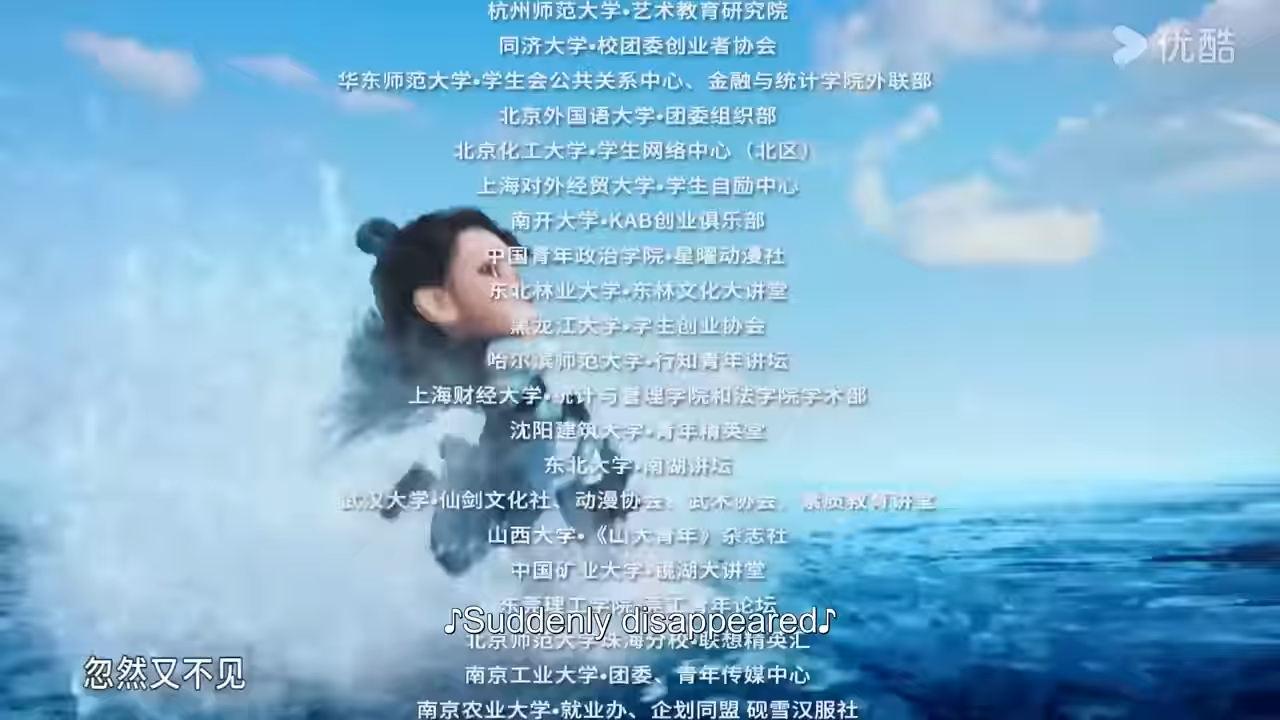 杭州师范大学•艺术教育研究院
同济大学•校团委创业者协会
优酷
华东师范大学•学生会公共关系中心、金融与统计学院外联部
北京外国语大学•团委组织部
北京化工大学•学生网络中心（北区）
上海对外经贸大学•学生自励中心
南开大学•KAB创业俱乐部
中国青年政治学院•星曜动漫社
东北林业大学•东林文化大讲堂
黑龙江大学•学生创业协会
哈尔滨师范大学•行知青年讲坛
上海财经大学•统计与管理学院和法学院学术部
沈阳建筑大学•青年精英堂
东北大学•南湖讲坛
武汉大学•仙剑文化社、动漫协会、武术协会、素质教育讲堂
山西大学•《山大青年》杂志社
中国矿业大学•镜湖大讲堂
东莞理工学院•莞工青年论坛
♪Suddenly disappeared♪
北京师范大学珠海分校•联想精英汇
忽然又不见
南京工业大学•团委、青年传媒中心
南京农业大学•就业办、企划同盟 砚雪汉服社